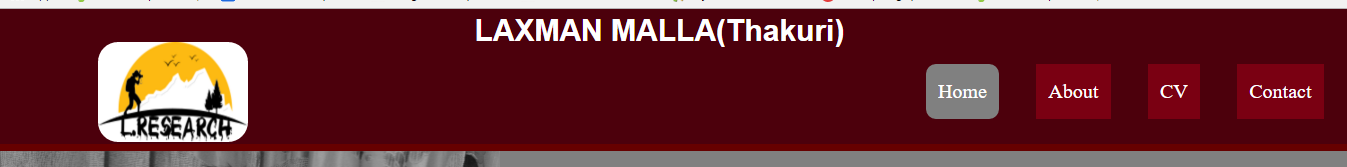 LAXMAN MALLA(Thakuri)
L.RESEARCH
Home About CV Contact